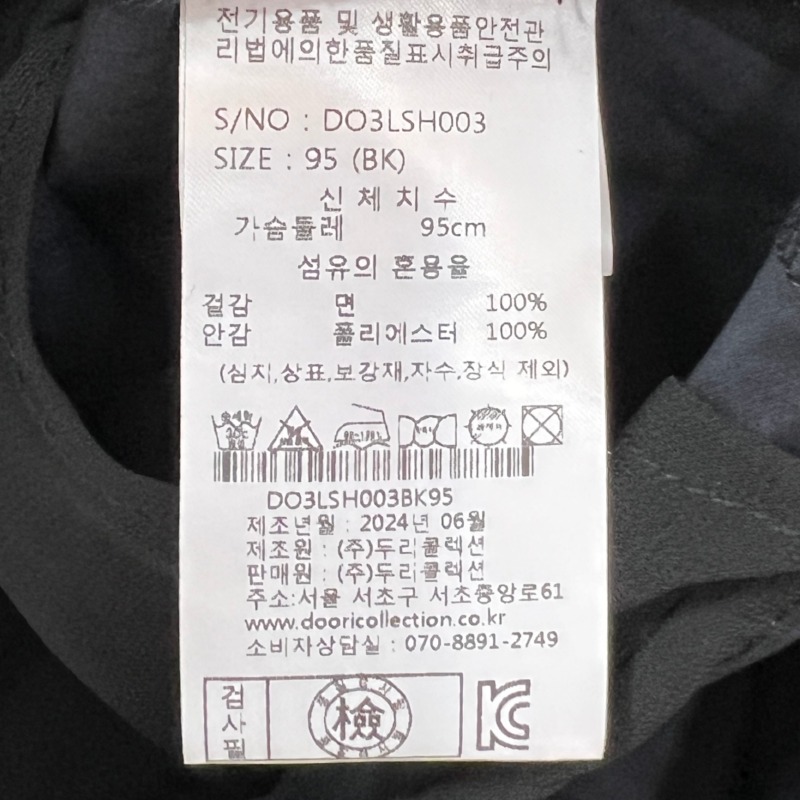 전기용품 및 생활용품안전관
리법에의한품질표시취급주의
S/NO : DO3LSH003
SIZE : 95 (BK)
신 체 치 수
가슴둘레 95cm
섬유의 혼용율
겉감 면 100%
안감 폴리에스터 100%
(심지,상표,보강재,자수,장식 제외)
DO3LSH003BK95
제조년월 : 2024년 06월
제조원 : (주)두리콜렉션
판매원 : (주)두리콜렉션
주소:서울 서초구 서초중앙로61
www.dooricollection.co.kr
소비자상담실 : 070-8891-2749
검사필
檢
KC